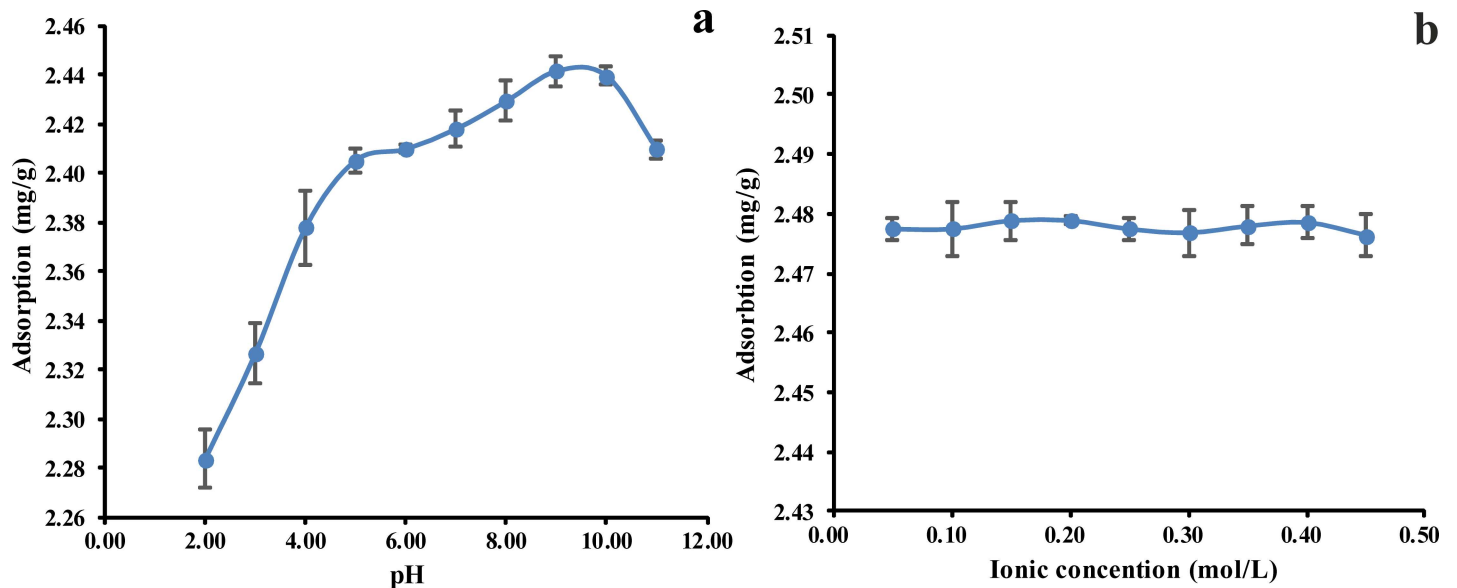 a
2.46
2.44
2.42
2.40
2.38
2.36
2.34
2.32
2.30
2.28
2.26
Adsorption (mg/g)
0.00 2.00 4.00 6.00 8.00 10.00 12.00
pH
b
2.51
2.50
2.49
2.48
2.47
2.46
2.45
2.44
2.43
Adsorbtion (mg/g)
0.00 0.10 0.20 0.30 0.40 0.50
Ionic concention (mol/L)